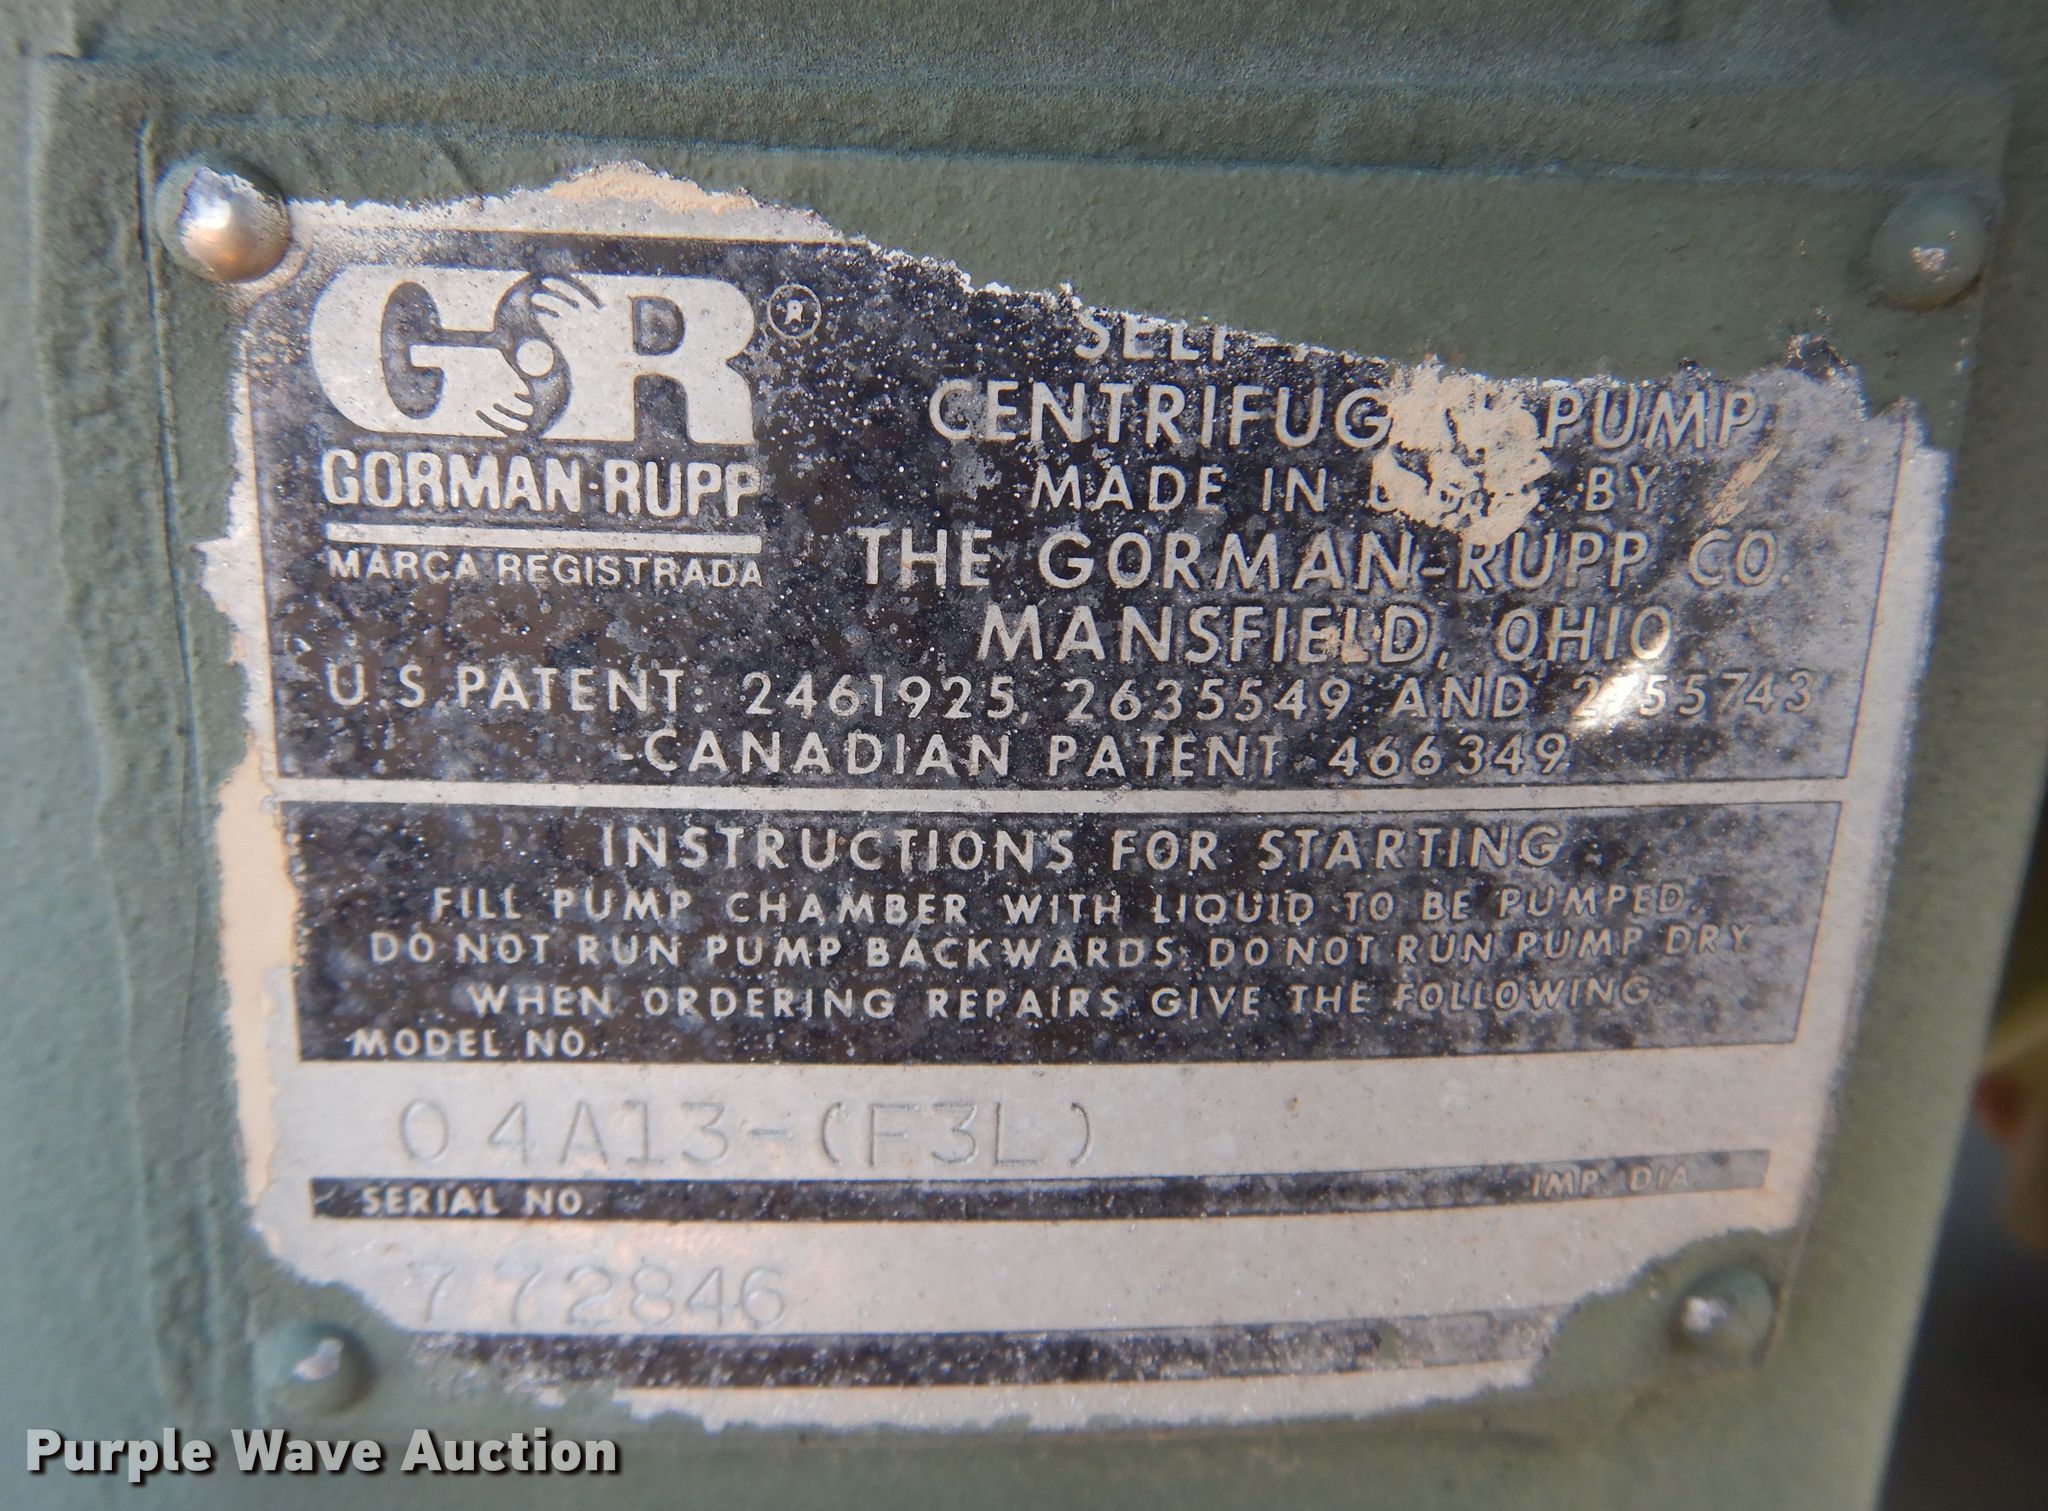 GR®
GORMAN-RUPP
MARCA REGISTRADA
CENTRIFUGAL PUMP
MADE IN U.S.A. BY
THE GORMAN-RUPP CO.
MANSFIELD, OHIO
U.S. PATENT: 2461925, 2635549 AND 2755743
CANADIAN PATENT 466349
INSTRUCTIONS FOR STARTING
FILL PUMP CHAMBER WITH LIQUID TO BE PUMPED.
DO NOT RUN PUMP BACKWARDS. DO NOT RUN PUMP DRY
WHEN ORDERING REPAIRS GIVE THE FOLLOWING
MODEL NO.
04A13-(F3L)
SERIAL NO. IMP. DIA.
772846
Purple Wave Auction